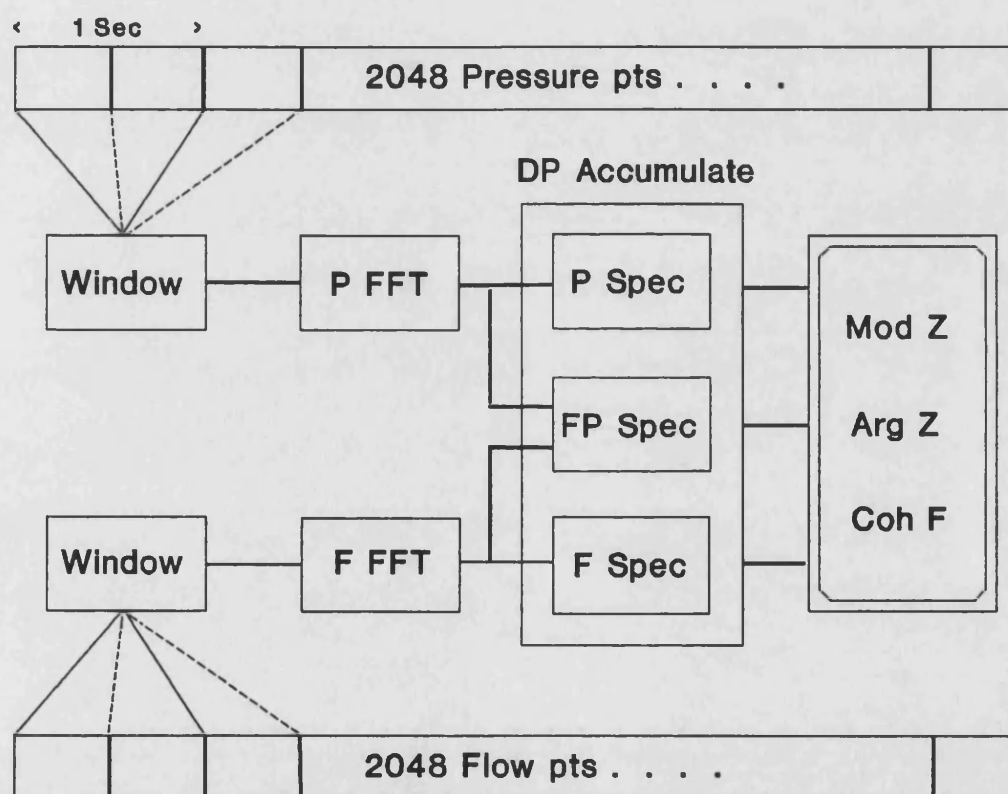 ‹ 1 Sec ›
2048 Pressure pts . . . .
DP Accumulate
Window
P FFT
P Spec
Mod Z
FP Spec
Arg Z
Coh F
Window
F FFT
F Spec
2048 Flow pts . . . .